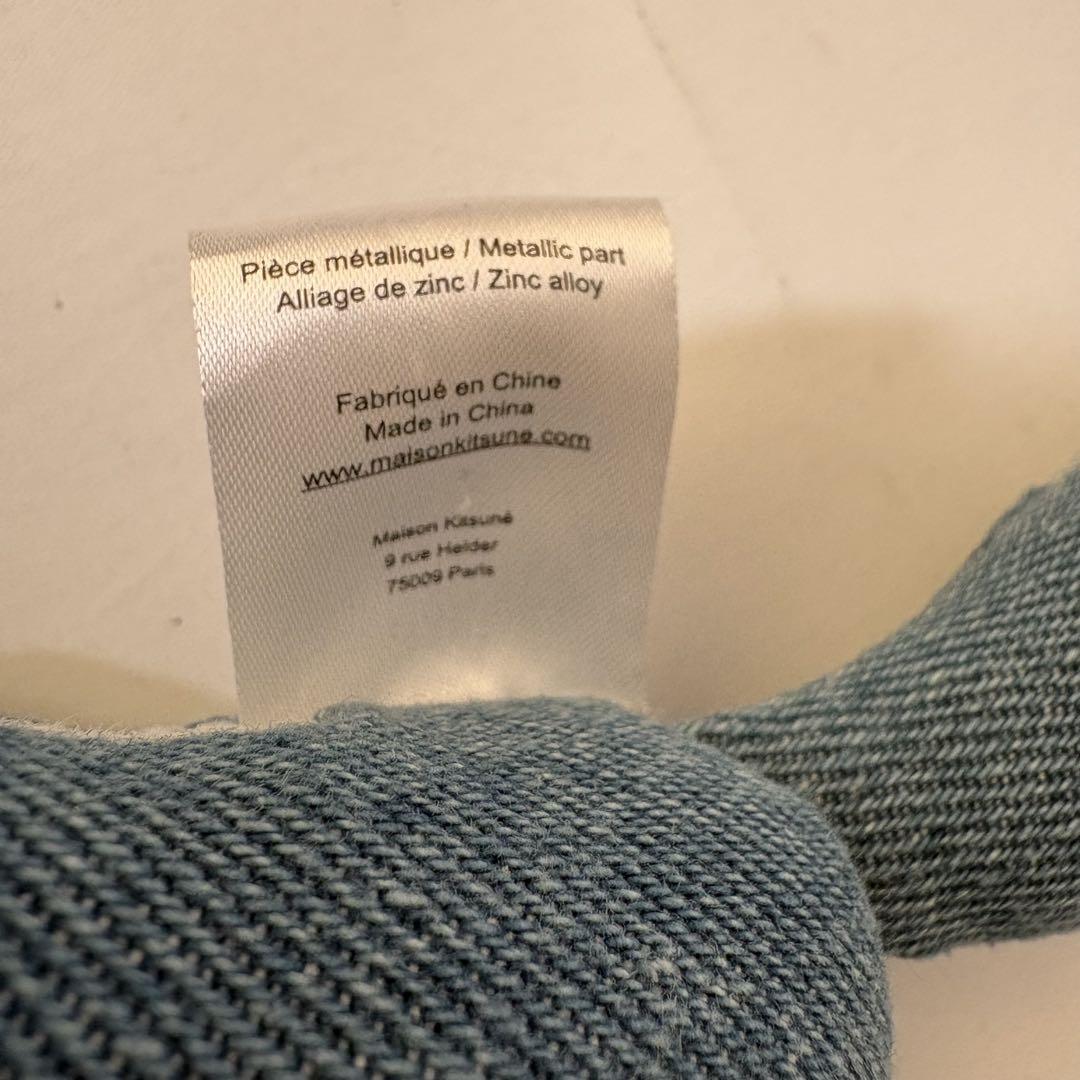 Pièce métallique / Metallic part
Alliage de zinc / Zinc alloy
Fabriqué en Chine
Made in China
www.maisonkitsune.com
Maison Kitsuné
9 rue Helder
75009 Paris